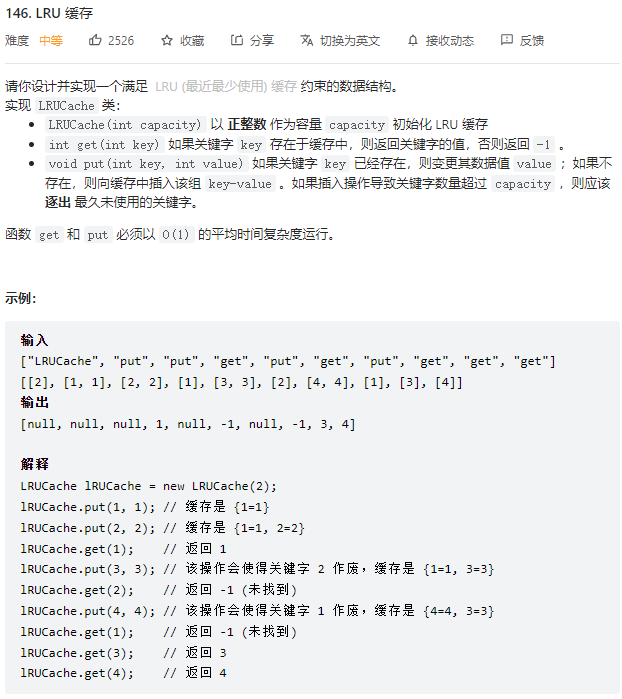 146. LRU 缓存
难度 中等 2526 收藏 分享 切换为英文 接收动态 反馈
请你设计并实现一个满足 LRU (最近最少使用) 缓存 约束的数据结构。
实现 LRUCache 类：
• LRUCache(int capacity) 以 正整数 作为容量 capacity 初始化 LRU 缓存
• int get(int key) 如果关键字 key 存在于缓存中，则返回关键字的值，否则返回 -1 。
• void put(int key, int value) 如果关键字 key 已经存在，则变更其数据值 value ；如果不
存在，则向缓存中插入该组 key-value 。如果插入操作导致关键字数量超过 capacity ，则应该
逐出 最久未使用的关键字。
函数 get 和 put 必须以 O(1) 的平均时间复杂度运行。
示例：
输入
["LRUCache", "put", "put", "get", "put", "get", "put", "get", "get", "get"]
[[2], [1, 1], [2, 2], [1], [3, 3], [2], [4, 4], [1], [3], [4]]
输出
[null, null, null, 1, null, -1, null, -1, 3, 4]
解释
LRUCache lRUCache = new LRUCache(2);
lRUCache.put(1, 1); // 缓存是 {1=1}
lRUCache.put(2, 2); // 缓存是 {1=1, 2=2}
lRUCache.get(1);    // 返回 1
lRUCache.put(3, 3); // 该操作会使得关键字 2 作废，缓存是 {1=1, 3=3}
lRUCache.get(2);    // 返回 -1 (未找到)
lRUCache.put(4, 4); // 该操作会使得关键字 1 作废，缓存是 {4=4, 3=3}
lRUCache.get(1);    // 返回 -1 (未找到)
lRUCache.get(3);    // 返回 3
lRUCache.get(4);    // 返回 4